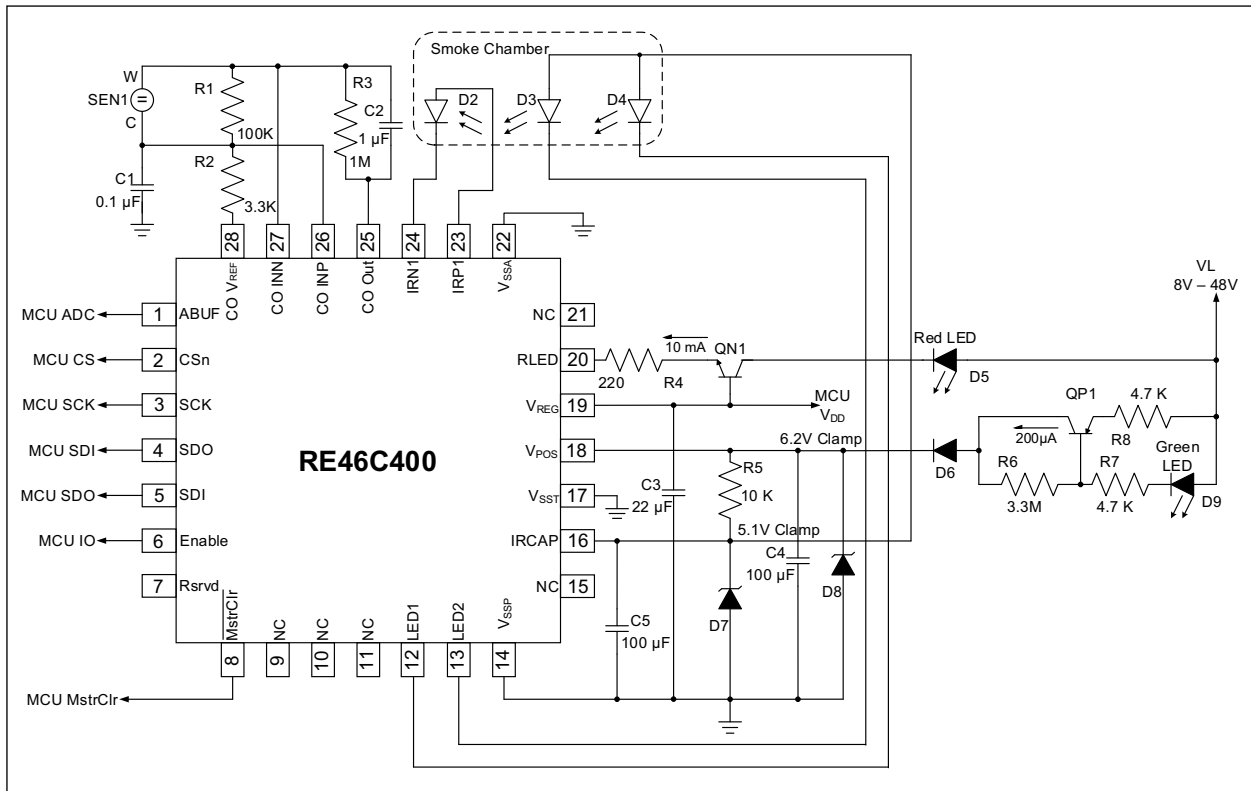 Smoke Chamber
W
SEN1
=
C
R1
100K
R2
3.3K
C1
0.1 µF
R3
C2
1 µF
1M
D2
D3
D4
28
27
26
25
24
23
22
CO VREF
CO INN
CO INP
CO Out
IRN1
IRP1
VSSA
MCU ADC
1
ABUF
MCU CS
2
CSn
MCU SCK
3
SCK
MCU SDI
4
SDO
MCU SDO
5
SDI
MCU IO
6
Enable
7
Rsrvd
RE46C400
NC
21
RLED
20
VREG
19
VPOS
18
VSST
17
IRCAP
16
NC
15
MstrClr
NC
NC
NC
LED1
LED2
VSSP
8
9
10
11
12
13
14
MCU MstrClr
220
R4
10 mA
QN1
Red LED
D5
VL
8V – 48V
MCU
VDD
QP1
4.7 K
R8
200µA
Green
LED
6.2V Clamp
D6
R6
3.3M
R7
4.7 K
D9
R5
10 K
C3
22 µF
5.1V Clamp
C4
100 µF
D8
D7
C5
100 µF